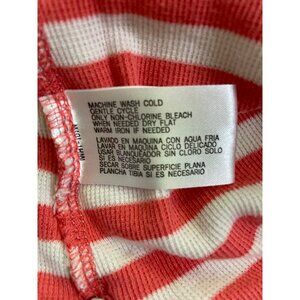 MACHINE WASH COLD
GENTLE CYCLE
ONLY NON-CHLORINE BLEACH
WHEN NEEDED DRY FLAT
WARM IRON IF NEEDED
LAVADO EN MAQUINA CON AQUA FRIA
LAVAR EN MAQUINA CICLO DELICADO
USAR BLANQUEADOR SIN CLORO SOLO
SI ES NECESARIO
SECAR SOBRE SUPERFICIE PLANA
PLANCHA TIBIA SI ES NECESARIO